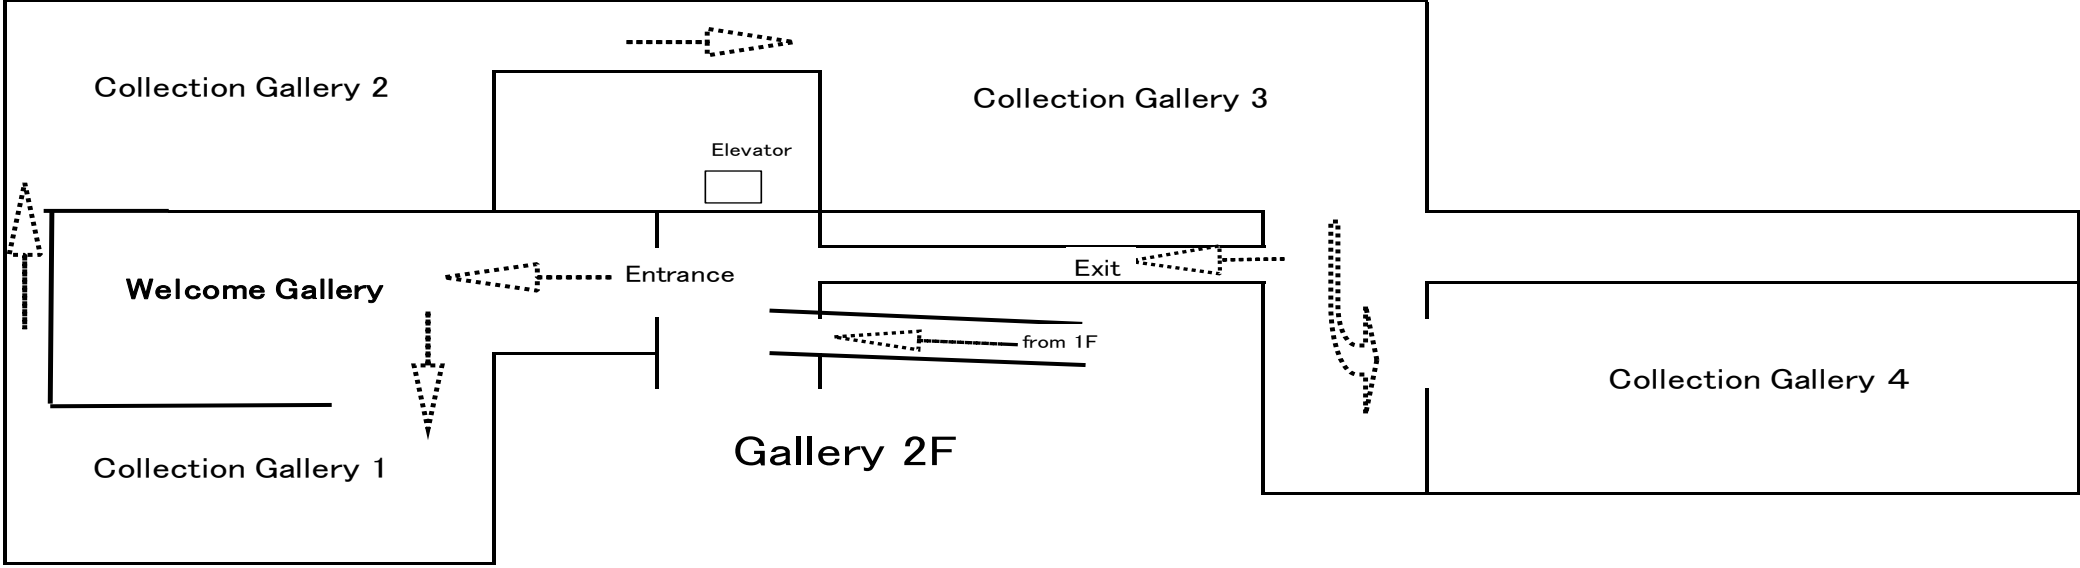 Collection Gallery 2
Collection Gallery 3
Elevator
Welcome Gallery
Entrance
Exit
from 1F
Collection Gallery 4
Gallery 2F
Collection Gallery 1